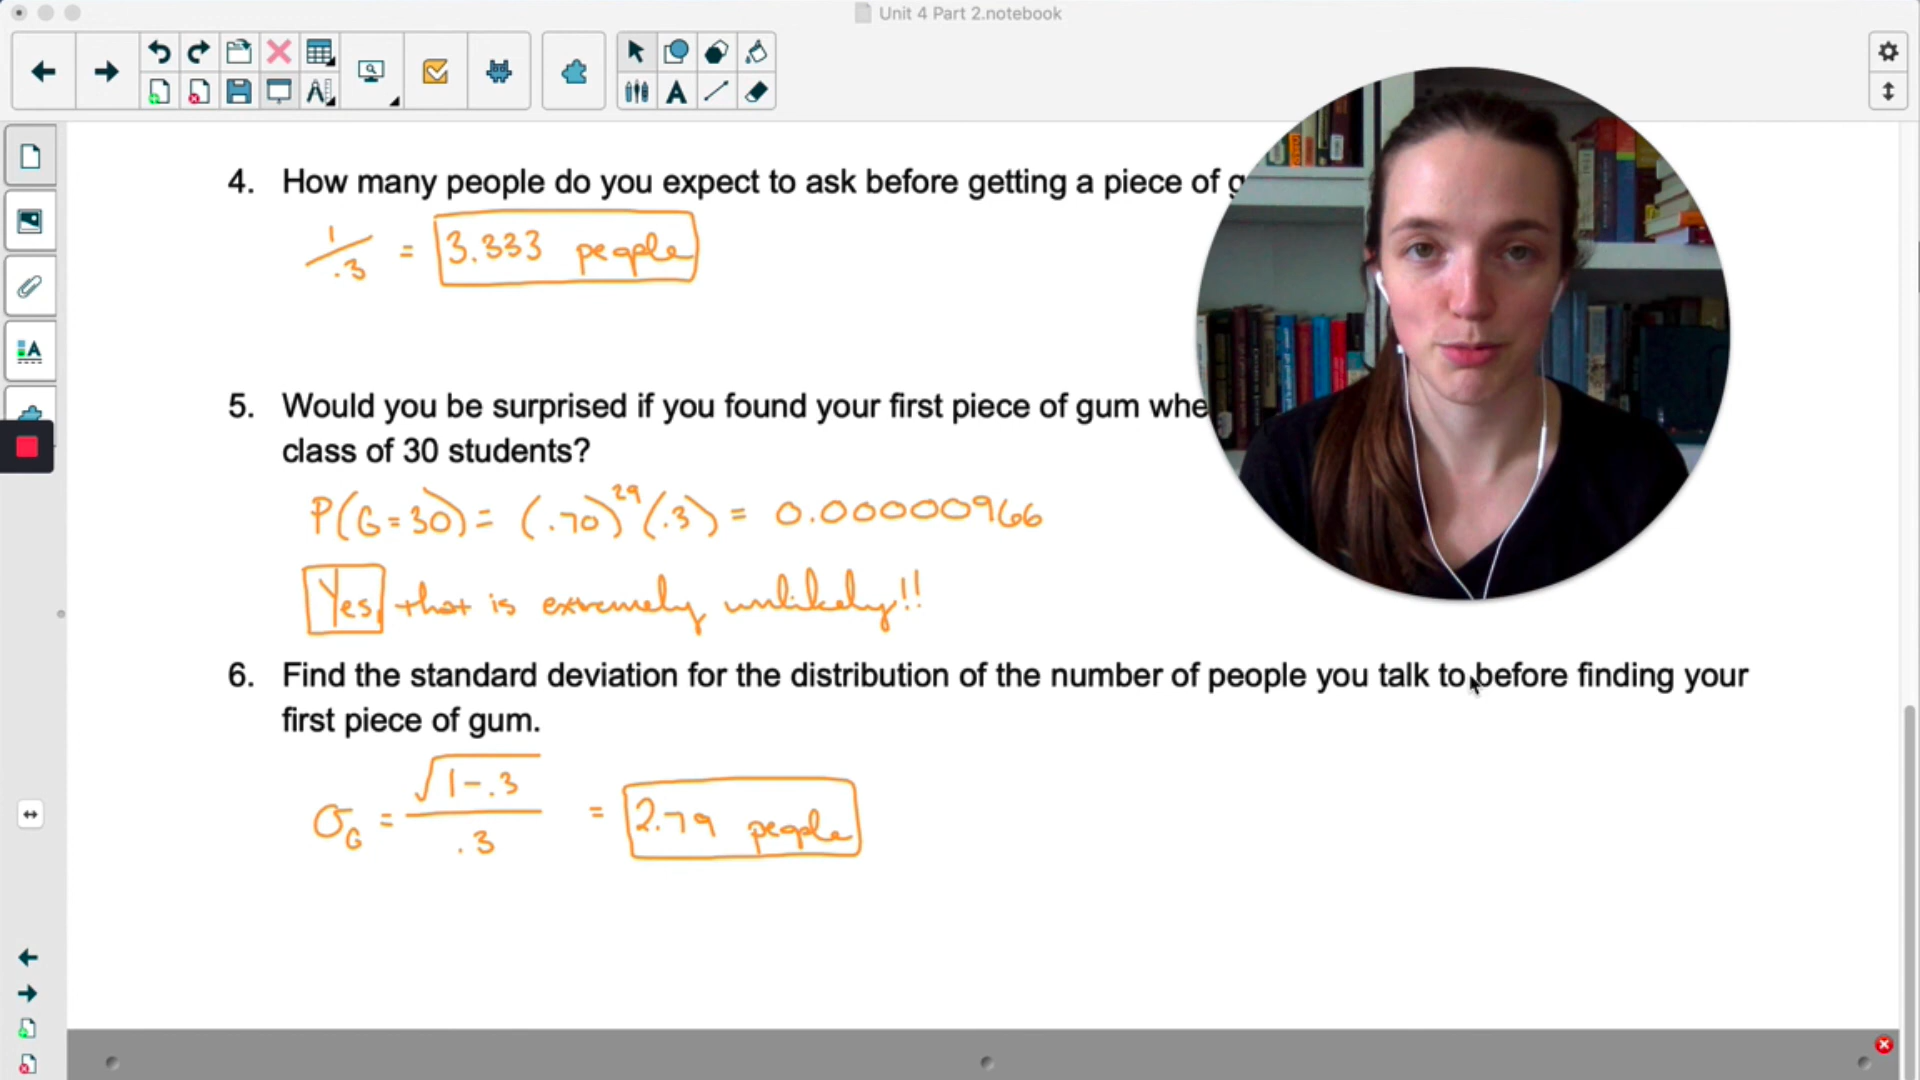 Unit 4 Part 2.notebook
4. How many people do you expect to ask before getting a piece of
1/.3 = 3.333 people
5. Would you be surprised if you found your first piece of gum
class of 30 students?
P(G=30) = (.70)^29 (.3) = 0.00000966
Yes, that is extremely unlikely!!
6. Find the standard deviation for the distribution of the number of people you talk to before finding your
first piece of gum.
σG = √1-.3 / .3 = 2.79 people